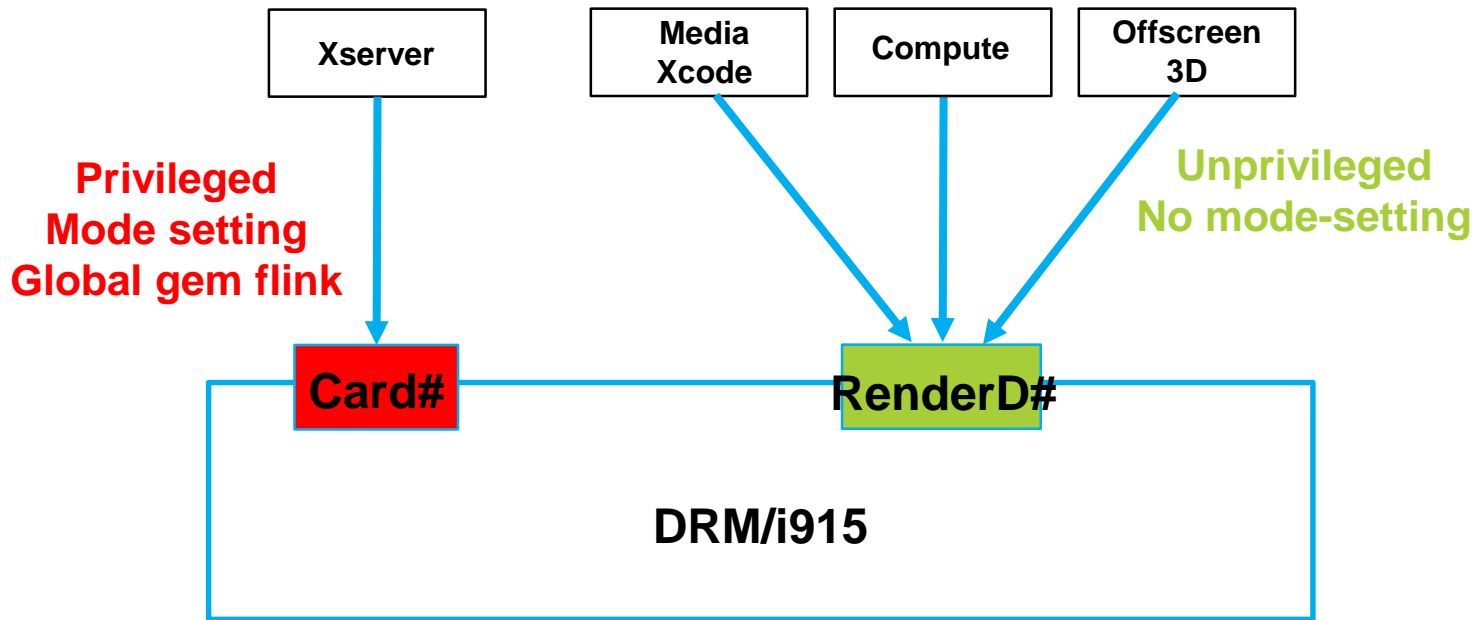 Xserver
Media
Xcode
Compute
Offscreen
3D
Privileged
Mode setting
Global gem flink
Unprivileged
No mode-setting
Card#
RenderD#
DRM/i915